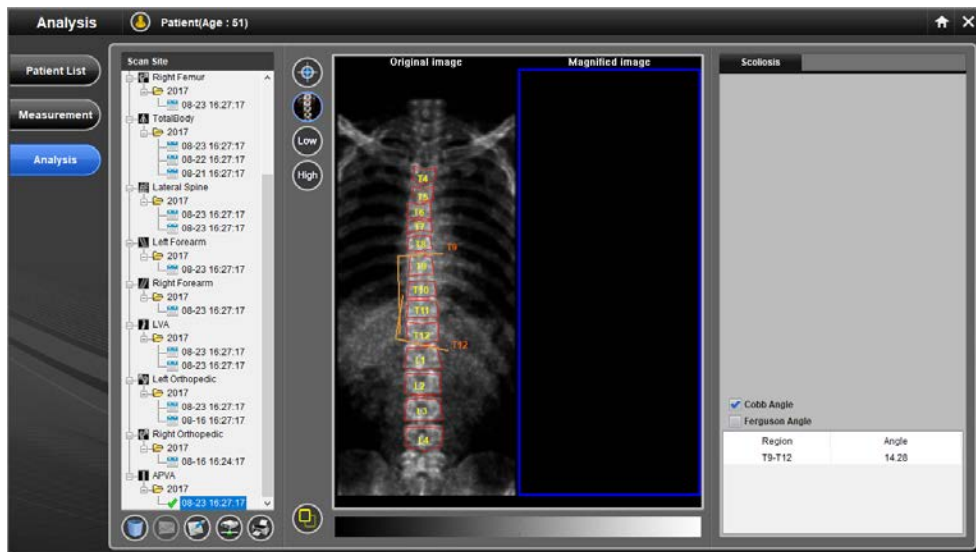 Analysis
Patient(Age : 51)
Patient List
Measurement
Analysis
Scan Site
Right Femur
2017
08-23 16:27:17
TotalBody
2017
08-23 16:27:17
08-22 16:27:17
08-21 16:27:17
Lateral Spine
2017
08-23 16:27:17
08-23 16:27:17
Left Forearm
2017
08-23 16:27:17
Right Forearm
2017
08-23 16:27:17
LVA
2017
08-23 16:27:17
08-23 16:27:17
Left Orthopedic
2017
08-23 16:27:17
08-16 16:27:17
Right Orthopedic
2017
08-16 16:24:17
APVA
2017
08-23 16:27:17
Low
High
Original image
Magnified image
T4
T5
T6
T7
T8
T9
T9
T10
T11
T12
T12
L1
L2
L3
L4
Scoliosis
Cobb Angle
Ferguson Angle
Region Angle
T9-T12 14.28